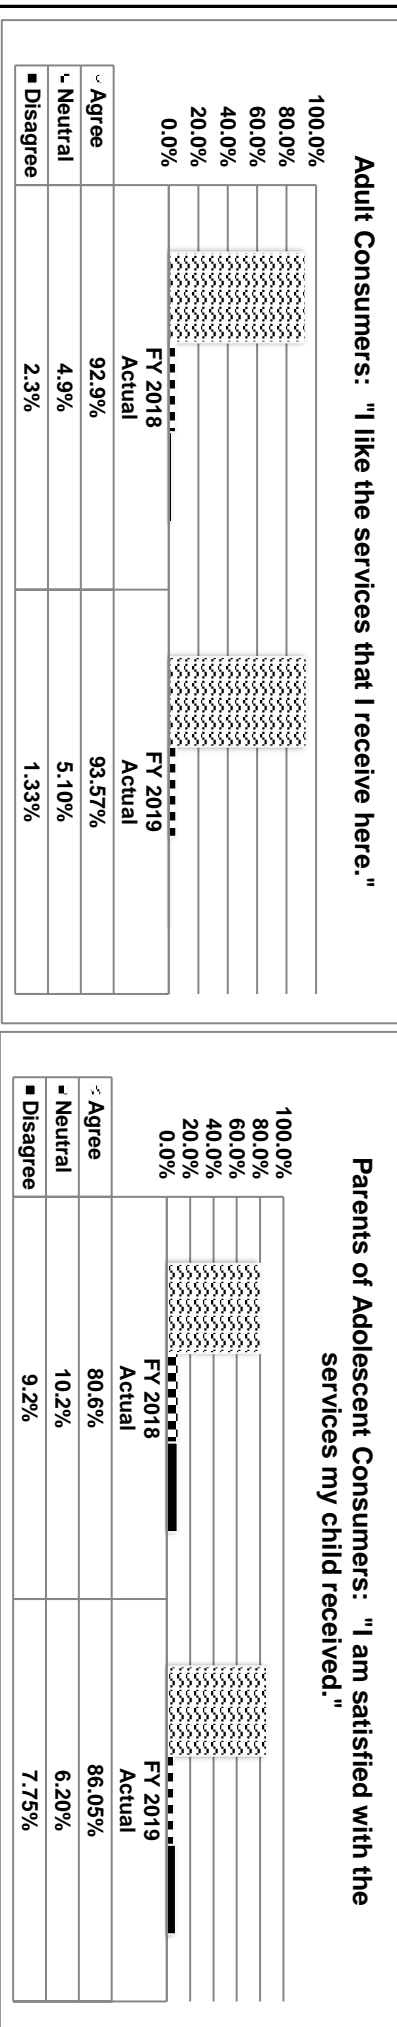 Adult Consumers: "I like the services that I receive here."
100.0%
80.0%
60.0%
40.0%
20.0%
0.0%
FY 2018 Actual
FY 2019 Actual
Agree 92.9% 93.57%
Neutral 4.9% 5.10%
Disagree 2.3% 1.33%
Parents of Adolescent Consumers: "I am satisfied with the
services my child received."
100.0%
80.0%
60.0%
40.0%
20.0%
0.0%
FY 2018 Actual
FY 2019 Actual
Agree 80.6% 86.05%
Neutral 10.2% 6.20%
Disagree 9.2% 7.75%